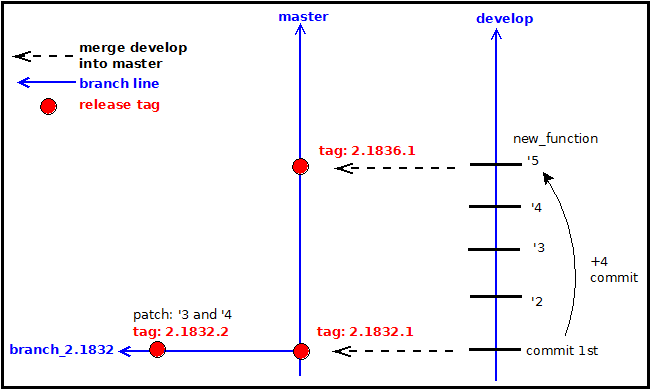 master
develop
merge develop
into master
branch line
release tag
new_function
tag: 2.1836.1
'5
'4
'3
+4
commit
'2
patch: '3 and '4
tag: 2.1832.2
tag: 2.1832.1
branch_2.1832
commit 1st